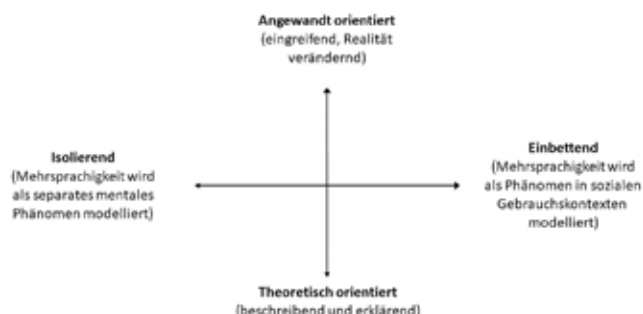 Angewandt orientiert
(eingreifend, Realität
verändernd)
Isolierend
(Mehrsprachigkeit wird
als separates mentales
Phänomen modelliert)
Einbettend
(Mehrsprachigkeit wird
als Phänomen in sozialen
Gebrauchskontexten
modelliert)
Theoretisch orientiert
(beschreibend und erklärend)